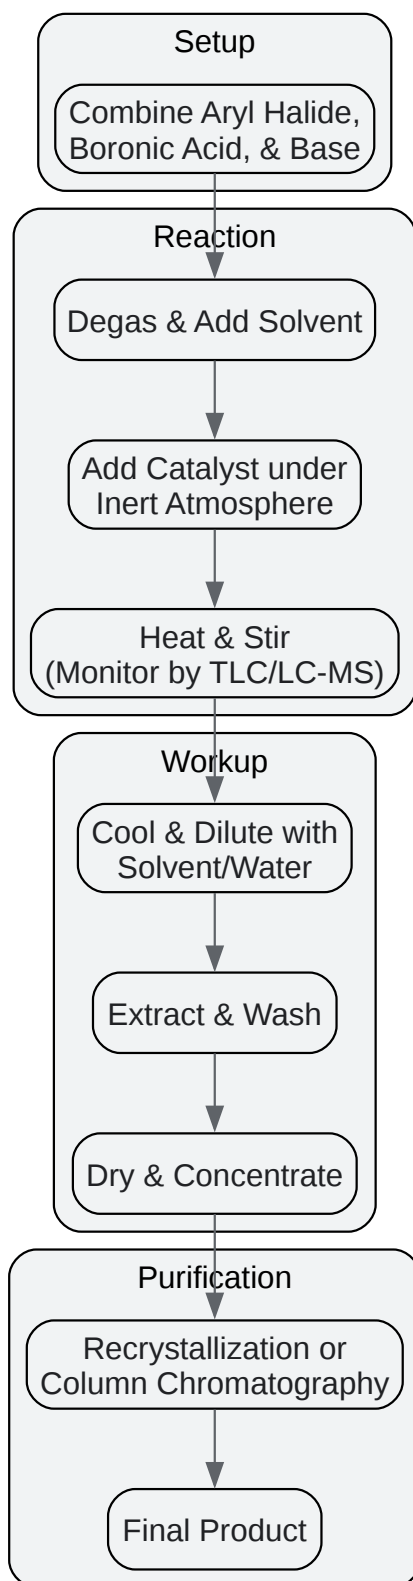 Setup
Combine Aryl Halide,
Boronic Acid, & Base
Reaction
Degas & Add Solvent
Add Catalyst under
Inert Atmosphere
Heat & Stir
(Monitor by TLC/LC-MS)
Workup
Cool & Dilute with
Solvent/Water
Extract & Wash
Dry & Concentrate
Purification
Recrystallization or
Column Chromatography
Final Product